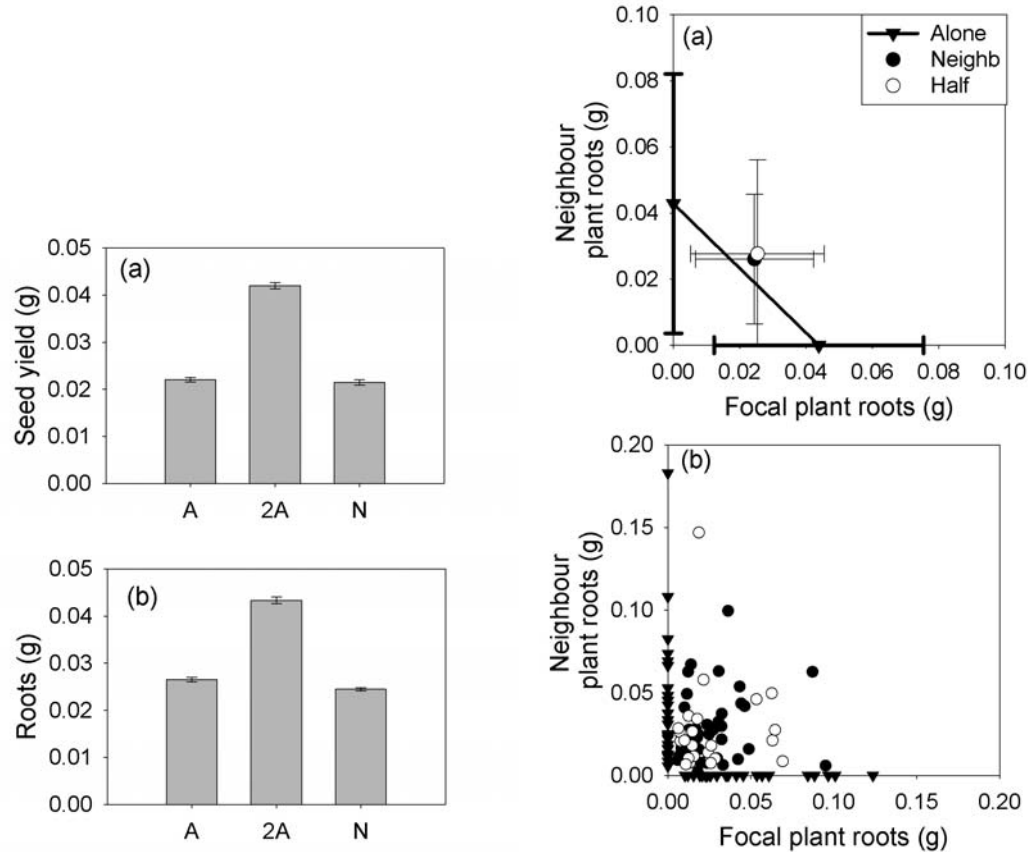 (a)
Seed yield (g)
0.05
0.04
0.03
0.02
0.01
0.00
A 2A N
(b)
Roots (g)
0.05
0.04
0.03
0.02
0.01
0.00
A 2A N
(a)
Alone
Neighb
Half
Neighbour
plant roots (g)
0.10
0.08
0.06
0.04
0.02
0.00
0.00 0.02 0.04 0.06 0.08 0.10
Focal plant roots (g)
(b)
Neighbour
plant roots (g)
0.20
0.15
0.10
0.05
0.00
0.00 0.05 0.10 0.15 0.20
Focal plant roots (g)